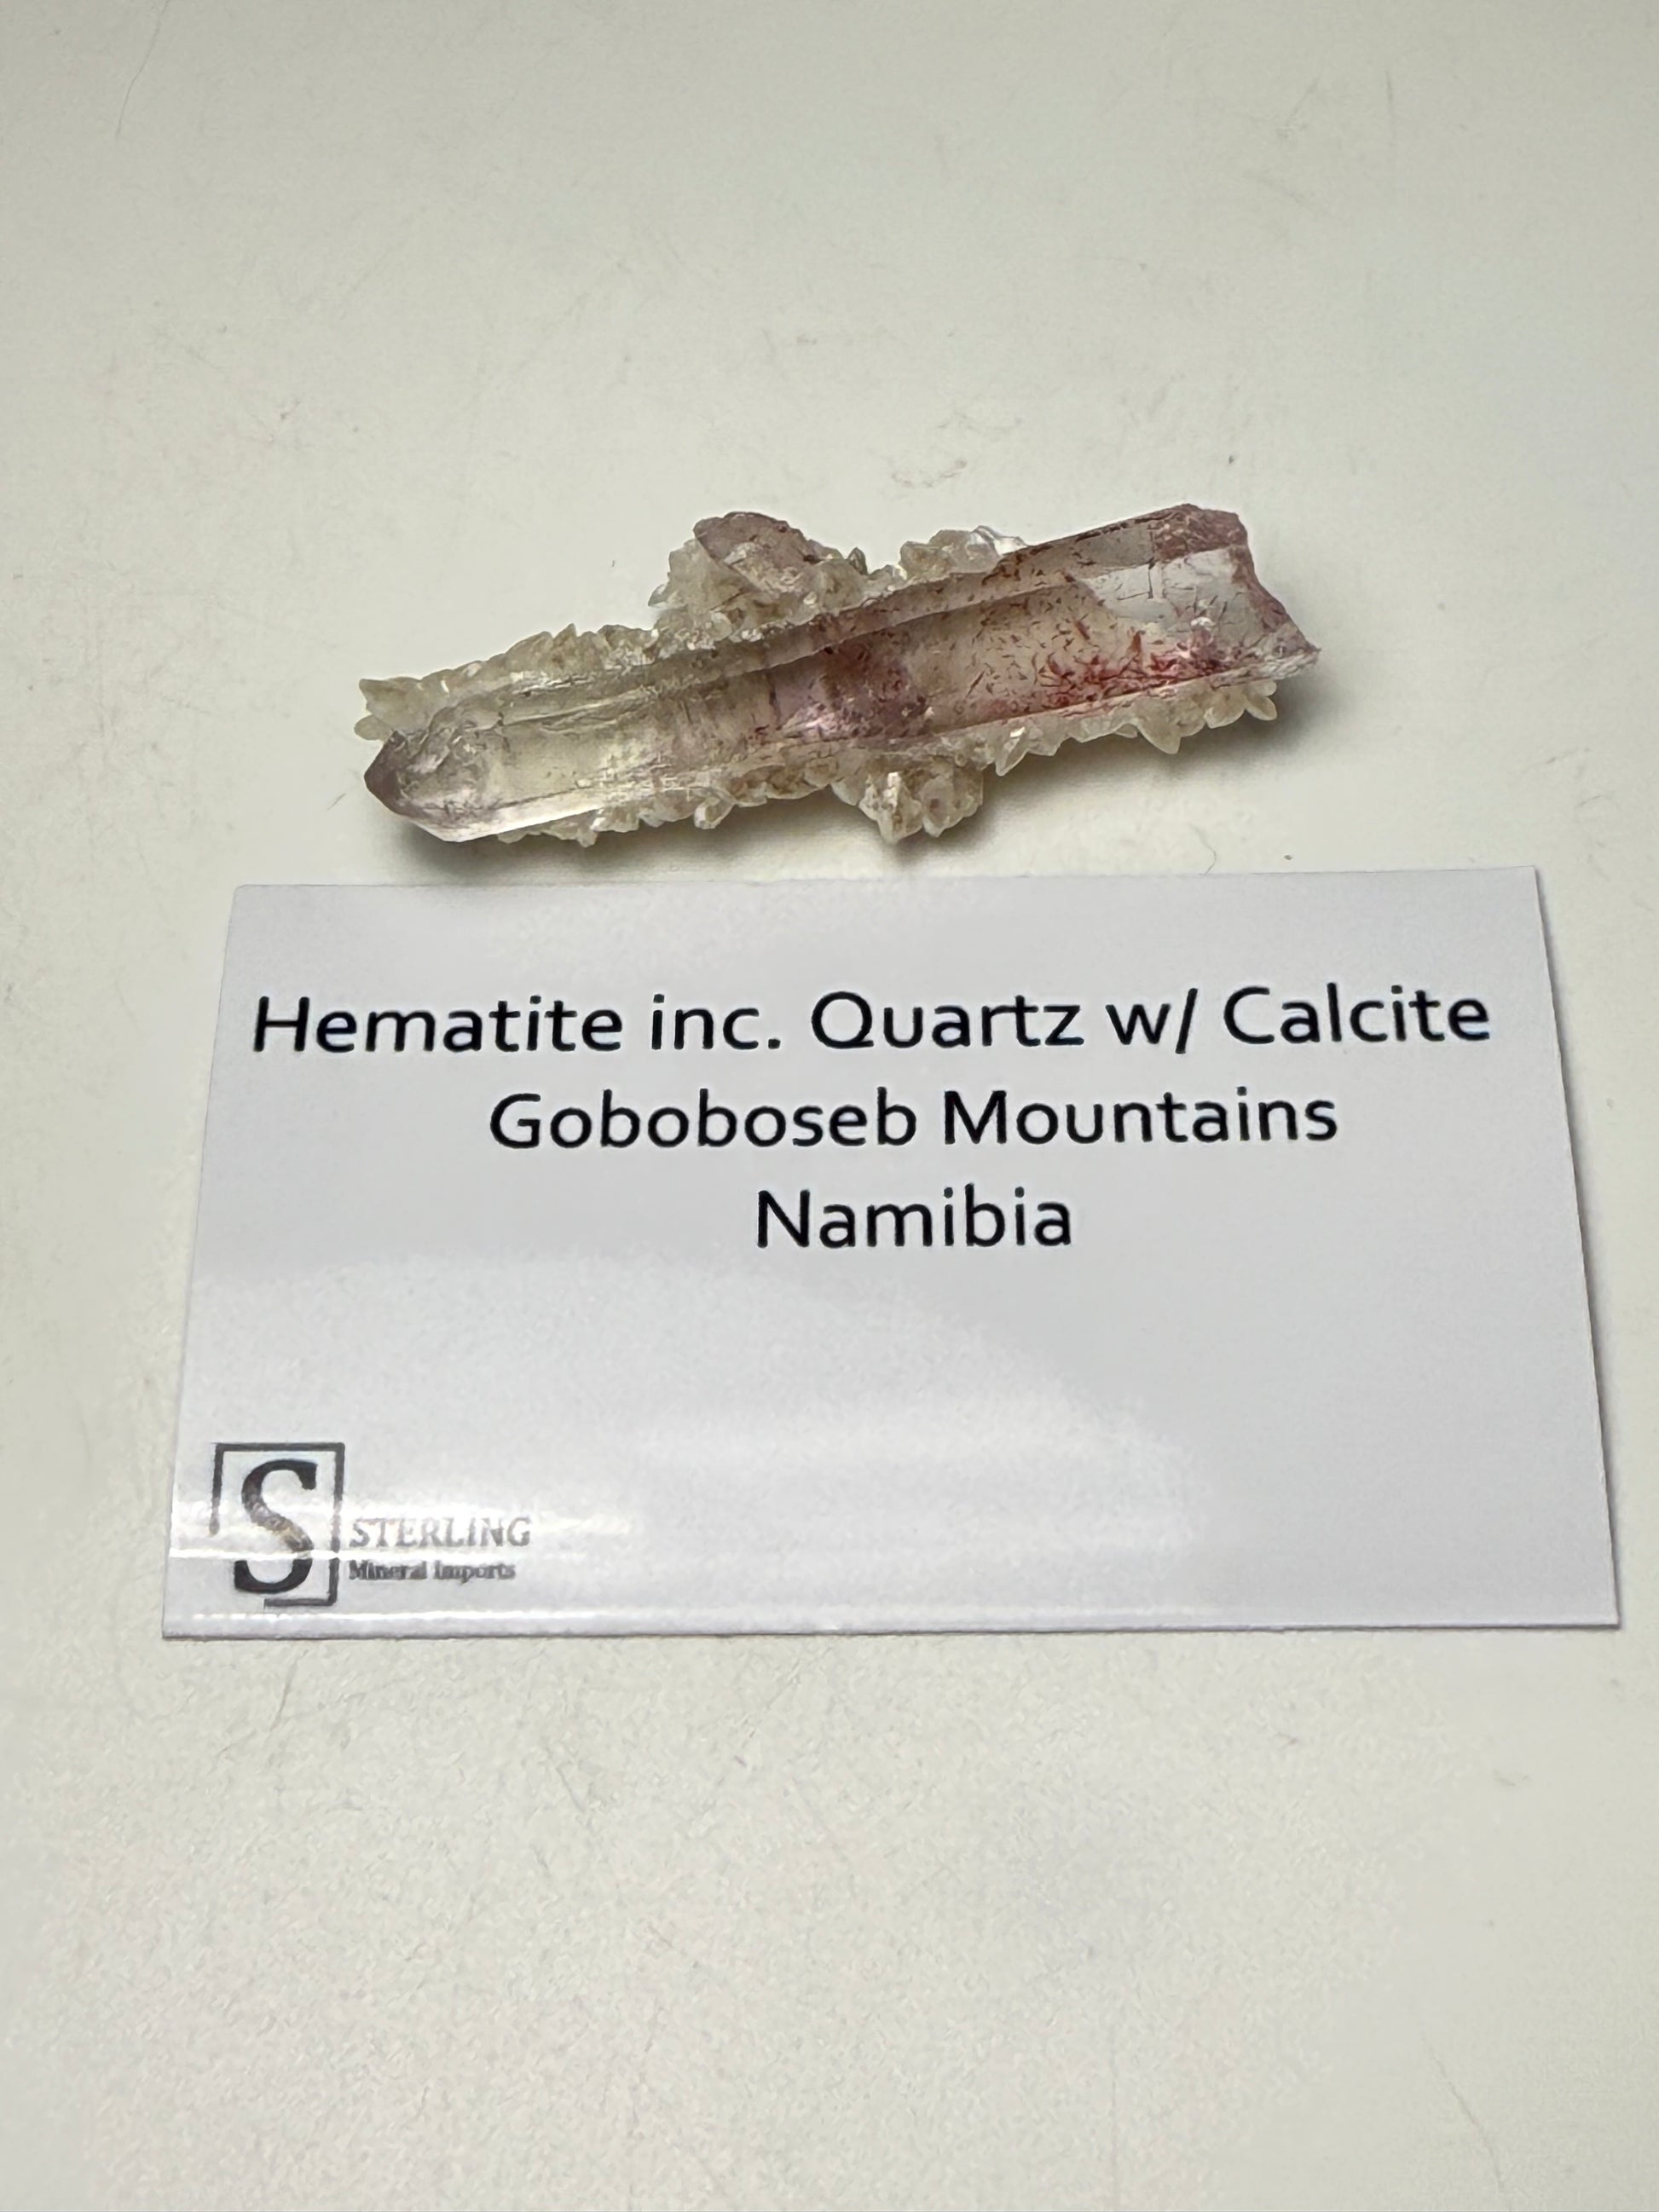 Hematite inc. Quartz w/ Calcite
Goboboseb Mountains
Namibia
S
STERLING
Mineral Imports